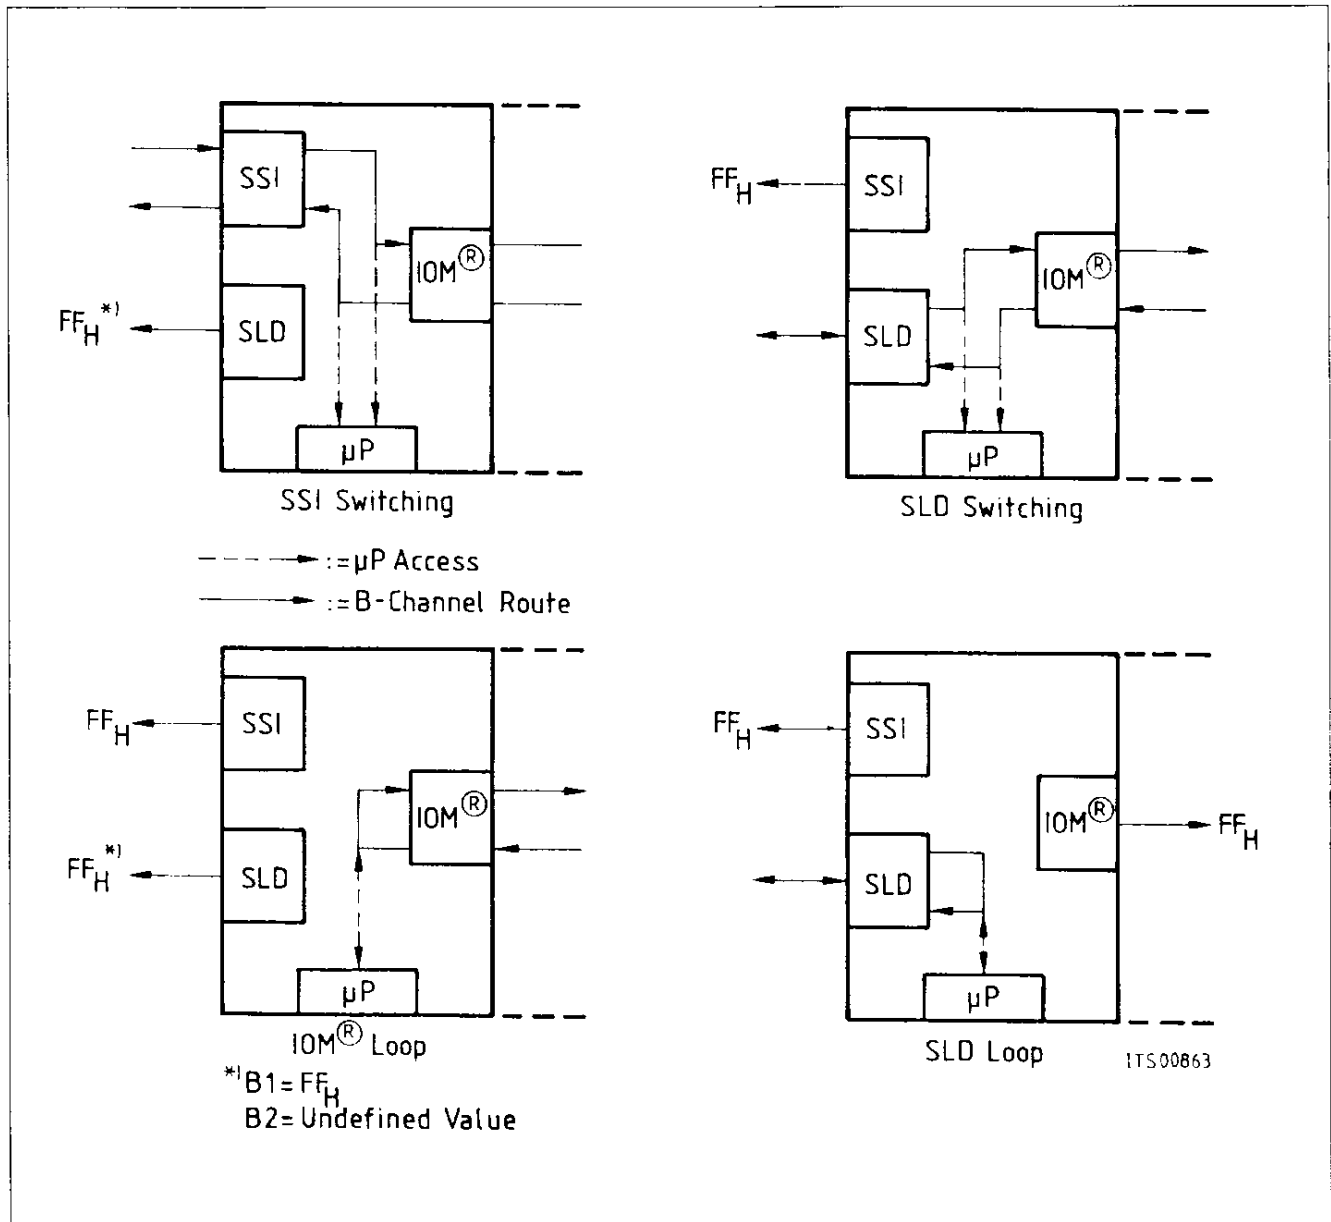 SSI
IOM®
FF_H *)
SLD
µP
SSI Switching
FF_H
SSI
IOM®
SLD
µP
SLD Switching
:=µP Access
:=B-Channel Route
FF_H
SSI
IOM®
FF_H *)
SLD
µP
IOM® Loop
*) B1=FF_H
B2=Undefined Value
FF_H
SSI
IOM®
FF_H
SLD
µP
SLD Loop
ITS00863